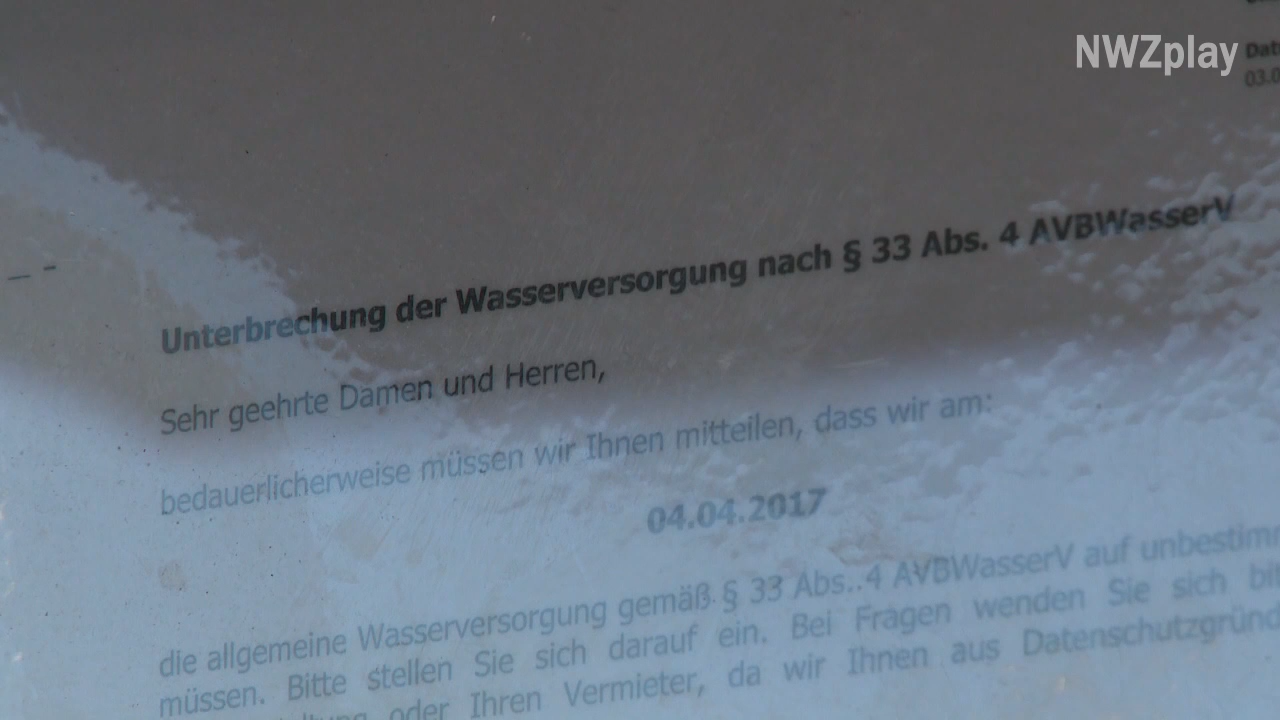 NWZplay
Unterbrechung der Wasserversorgung nach § 33 Abs. 4 AVBWasserV
Sehr geehrte Damen und Herren,
bedauerlicherweise müssen wir Ihnen mitteilen, dass wir am:
04.04.2017
die allgemeine Wasserversorgung gemäß § 33 Abs..4 AVBWasserV auf
müssen. Bitte stellen Sie sich darauf ein. Bei Fragen wenden Sie sich
oder Ihren Vermieter, da wir Ihnen aus